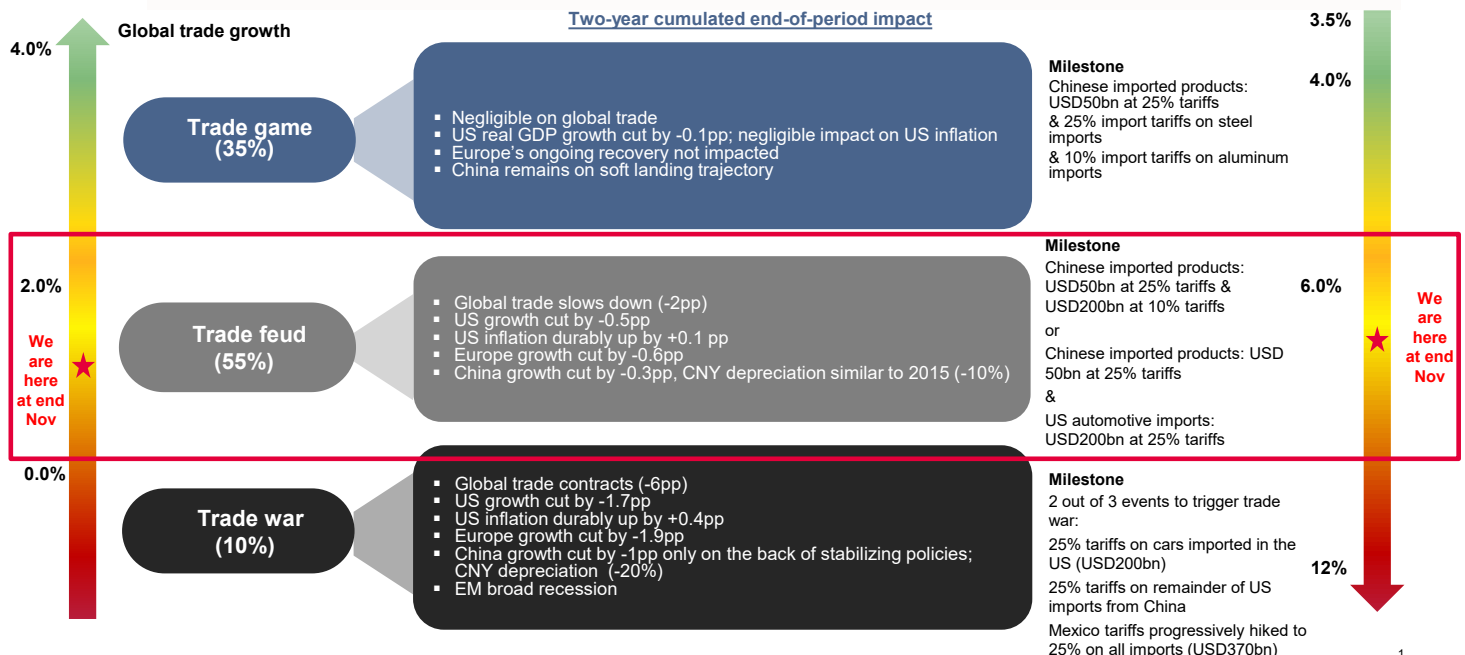 Two-year cumulated end-of-period impact
Global trade growth
4.0%
3.5%
4.0%
Trade game
(35%)
▪ Negligible on global trade
▪ US real GDP growth cut by -0.1pp; negligible impact on US inflation
▪ Europe's ongoing recovery not impacted
▪ China remains on soft landing trajectory
Milestone
Chinese imported products:
USD50bn at 25% tariffs
& 25% import tariffs on steel
imports
& 10% import tariffs on aluminum
imports
2.0%
We
are
here
at end
Nov
Trade feud
(55%)
▪ Global trade slows down (-2pp)
▪ US growth cut by -0.5pp
▪ US inflation durably up by +0.1 pp
▪ Europe growth cut by -0.6pp
▪ China growth cut by -0.3pp, CNY depreciation similar to 2015 (-10%)
Milestone
Chinese imported products:
USD50bn at 25% tariffs &
USD200bn at 10% tariffs
or
Chinese imported products: USD
50bn at 25% tariffs
&
US automotive imports:
USD200bn at 25% tariffs
6.0%
We
are
here
at end
Nov
0.0%
Trade war
(10%)
▪ Global trade contracts (-6pp)
▪ US growth cut by -1.7pp
▪ US inflation durably up by +0.4pp
▪ Europe growth cut by -1.9pp
▪ China growth cut by -1pp only on the back of stabilizing policies;
CNY depreciation (-20%)
▪ EM broad recession
Milestone
2 out of 3 events to trigger trade
war:
25% tariffs on cars imported in the
US (USD200bn)
25% tariffs on remainder of US
imports from China
Mexico tariffs progressively hiked to
25% on all imports (USD370bn)
12%
1